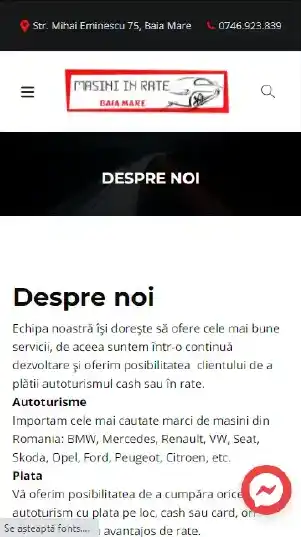 Str. Mihai Eminescu 75, Baia Mare
0746.923.839
MASINI IN RATE
BAIA MARE
DESPRE NOI
Despre noi
Echipa noastră își dorește să ofere cele mai bune
servicii, de aceea suntem într-o continuă
dezvoltare și oferim posibilitatea clientului de a
plătii autoturismul cash sau în rate.
Autoturisme
Importam cele mai cautate marci de masini din
Romania: BMW, Mercedes, Renault, VW, Seat,
Skoda, Opel, Ford, Peugeot, Citroen, etc.
Plata
Vă oferim posibilitatea de a cumpăra orice
autoturism cu plata pe loc, cash sau card, ori
avantajos de rate.
Se așteaptă fonts....